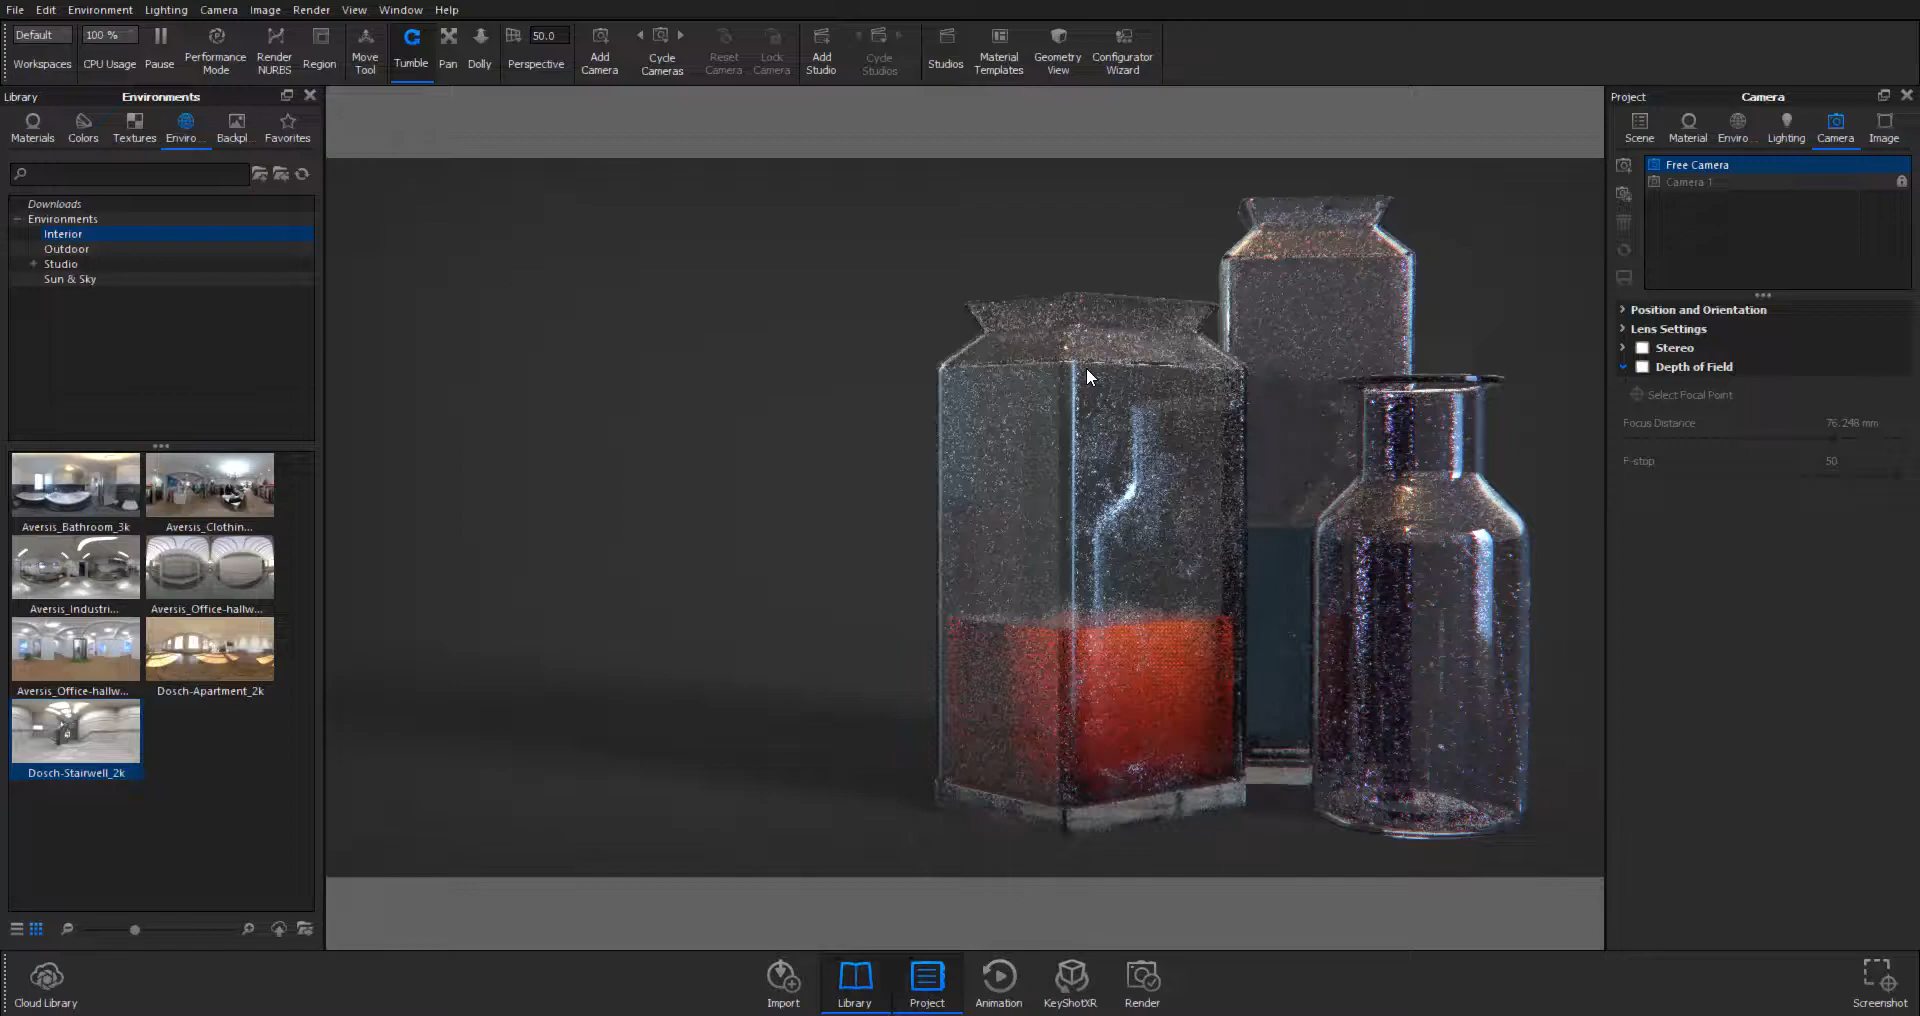 File Edit Environment Lighting Camera Image Render View Window Help
Default 100 % 50.0
Workspaces CPU Usage Pause Performance Mode Render NURBS Region Move Tool Tumble Pan Dolly Perspective Add Camera Cycle Cameras Reset Camera Lock Camera Add Studio Cycle Studios Studios Material Templates Geometry View Configurator Wizard
Library Environments
Materials Colors Textures Enviro... Backpl... Favorites
Downloads
Environments
Interior
Outdoor
Studio
Sun & Sky
Aversis_Bathroom_3k Aversis_Clothin...
Aversis_Industri... Aversis_Office-hallw...
Aversis_Office-hallw... Dosch-Apartment_2k
Dosch-Stairwell_2k
Project Camera
Scene Material Enviro... Lighting Camera Image
Free Camera
Camera 1
Position and Orientation
Lens Settings
Stereo
Depth of Field
Select Focal Point
Focus Distance 76.248 mm
F-stop 50
Cloud Library Import Library Project Animation KeyShotXR Render Screenshot